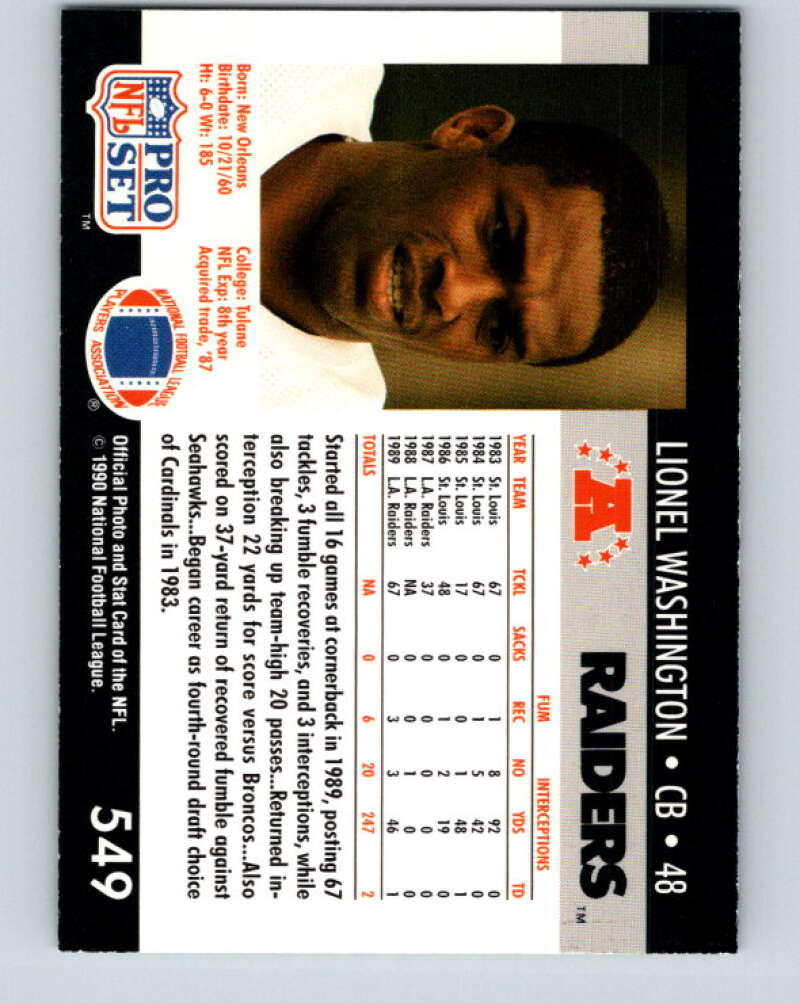 LIONEL WASHINGTON • CB • 48
A RAIDERS™
FUM INTERCEPTIONS
YEAR TEAM TCKL SACKS REC NO YDS TD
1983 St. Louis 67 0 1 8 92 0
1984 St. Louis 67 0 1 5 42 0
1985 St. Louis 17 0 0 1 48 1
1986 St. Louis 48 0 1 2 19 0
1987 L.A. Raiders 37 0 0 0 0 0
1988 L.A. Raiders NA 0 0 1 0 0
1989 L.A. Raiders 67 0 3 3 46 1
TOTALS NA 0 6 20 247 2
Started all 16 games at cornerback in 1989, posting 67
tackles, 3 fumble recoveries, and 3 interceptions, while
also breaking up team-high 20 passes...Returned in-
terception 22 yards for score versus Broncos...Also
scored on 37-yard return of recovered fumble against
Seahawks...Began career as fourth-round draft choice
of Cardinals in 1983.
Born: New Orleans
Birthdate: 10/21/60
Ht: 6-0 Wt: 185
College: Tulane
NFL Exp: 8th year
Acquired trade, '87
PRO
NFL SET
™
NATIONAL FOOTBALL LEAGUE
PLAYERS ASSOCIATION
®
Official Photo and Stat Card of the NFL.
© 1990 National Football League.
549